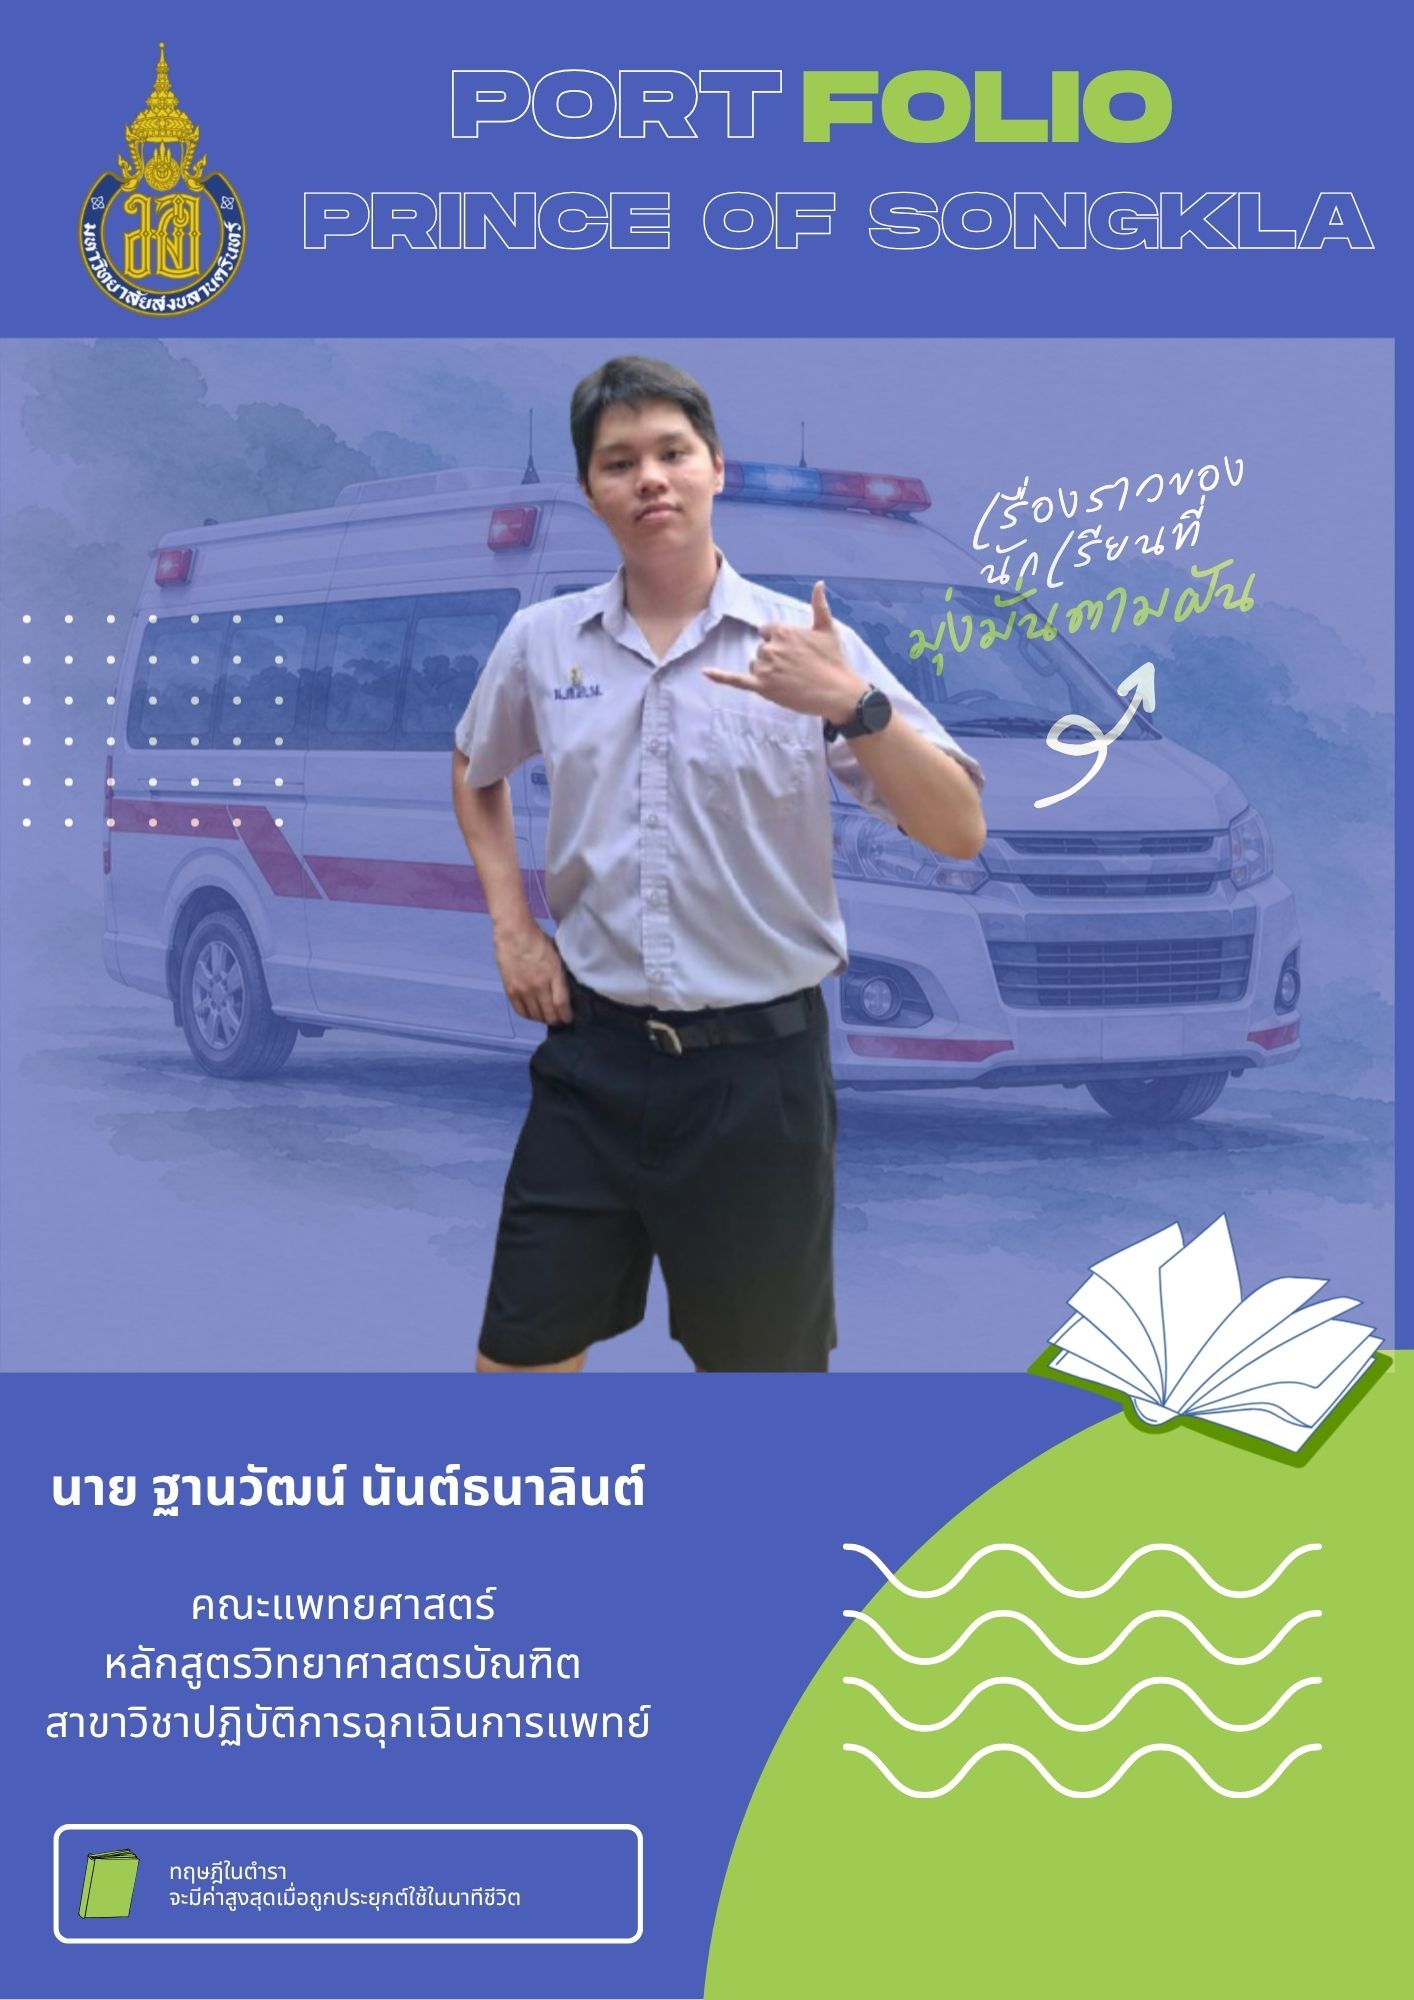 PORTFOLIO
PRINCE OF SONGKLA
มหาวิทยาลัยสงขลานครินทร์
เรื่องราวของ
นักเรียนที่
มุ่งมั่นตามฝัน
นาย ฐานวัฒน์ นันต์ธนาลินต์
คณะแพทยศาสตร์
หลักสูตรวิทยาศาสตรบัณฑิต
สาขาวิชาปฏิบัติการฉุกเฉินการแพทย์
ทฤษฎีในตำรา
จะมีค่าสูงสุดเมื่อถูกประยุกต์ใช้ในนาทีชีวิต